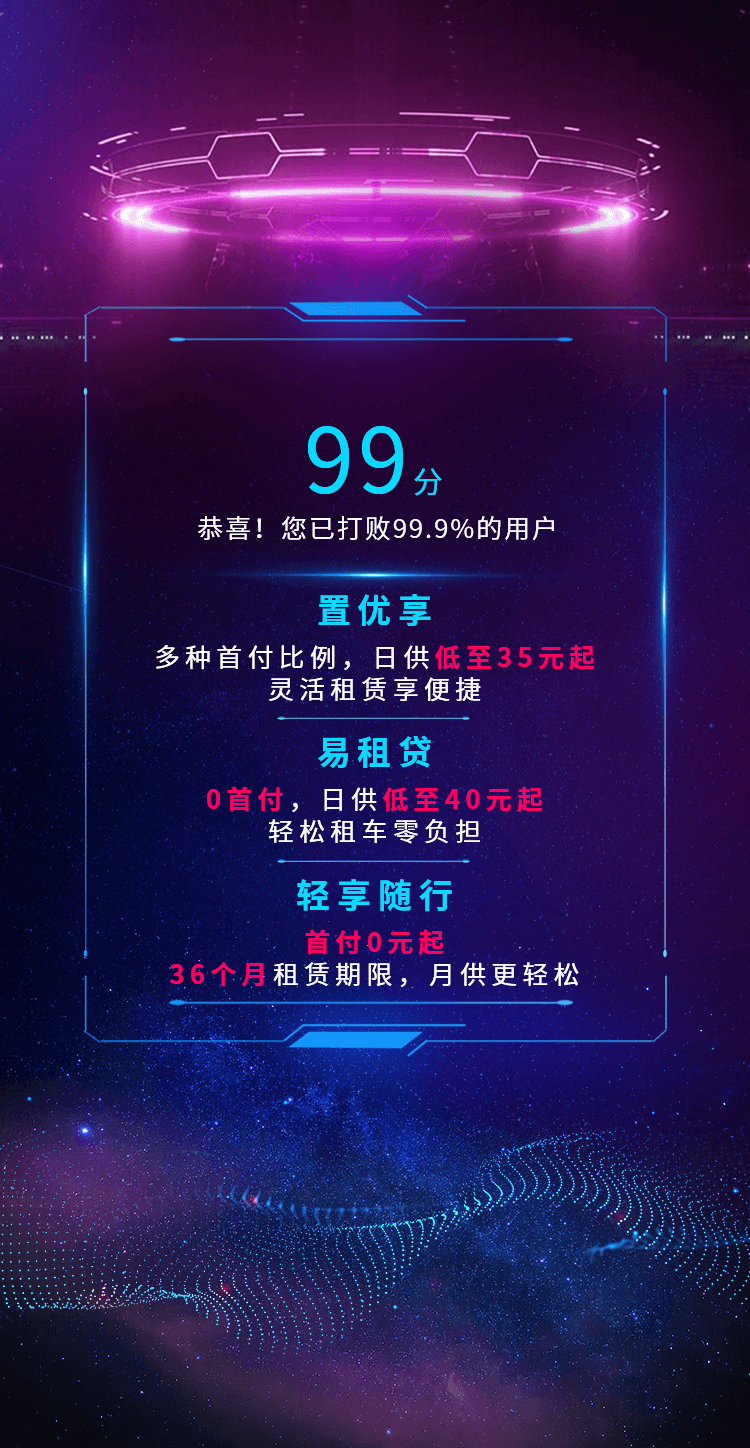 99分
恭喜！您已打败99.9%的用户
置优享
多种首付比例，日供低至35元起
灵活租赁享便捷
易租贷
0首付，日供低至40元起
轻松租车零负担
轻享随行
首付0元起
36个月租赁期限，月供更轻松